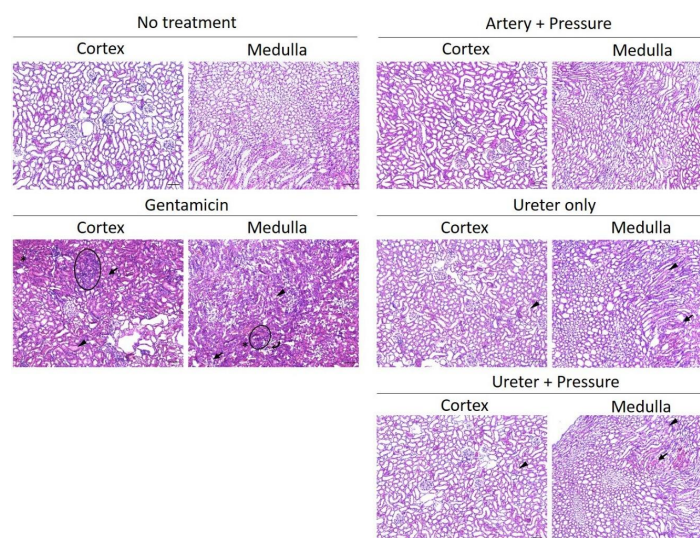 No treatment
Cortex Medulla
Artery + Pressure
Cortex Medulla
Gentamicin
Cortex Medulla
Ureter only
Cortex Medulla
Ureter + Pressure
Cortex Medulla